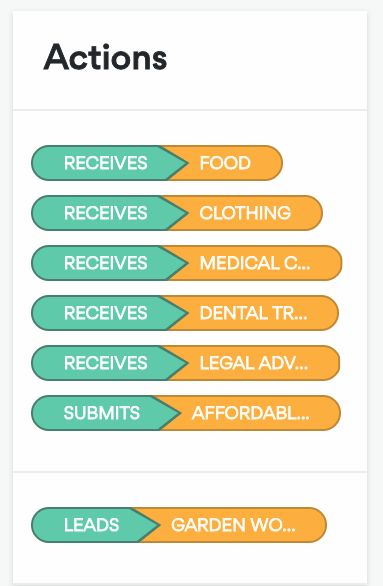 Actions
RECEIVES FOOD
RECEIVES CLOTHING
RECEIVES MEDICAL C...
RECEIVES DENTAL TR...
RECEIVES LEGAL ADV...
SUBMITS AFFORDABL...
LEADS GARDEN WO...